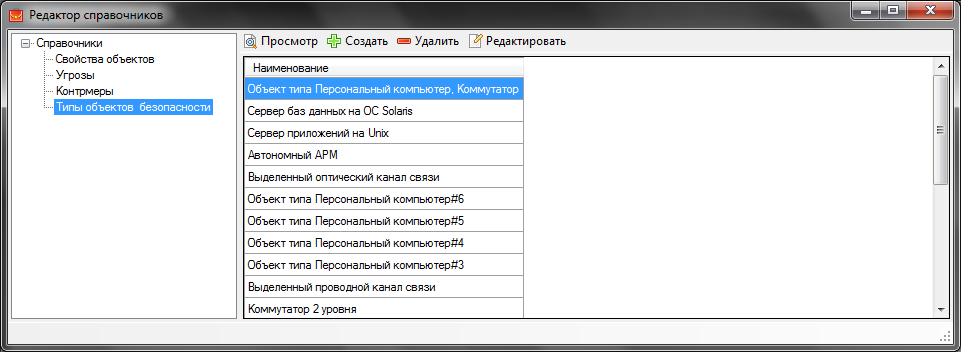 Редактор справочников
Справочники
Свойства объектов
Угрозы
Контрмеры
Типы объектов  безопасности
Просмотр Создать Удалить Редактировать
Наименование
Объект типа Персональный компьютер, Коммутатор
Сервер баз данных на ОС Solaris
Сервер приложений на Unix
Автономный АРМ
Выделенный оптический канал связи
Объект типа Персональный компьютер#6
Объект типа Персональный компьютер#5
Объект типа Персональный компьютер#4
Объект типа Персональный компьютер#3
Выделенный проводной канал связи
Коммутатор 2 уровня